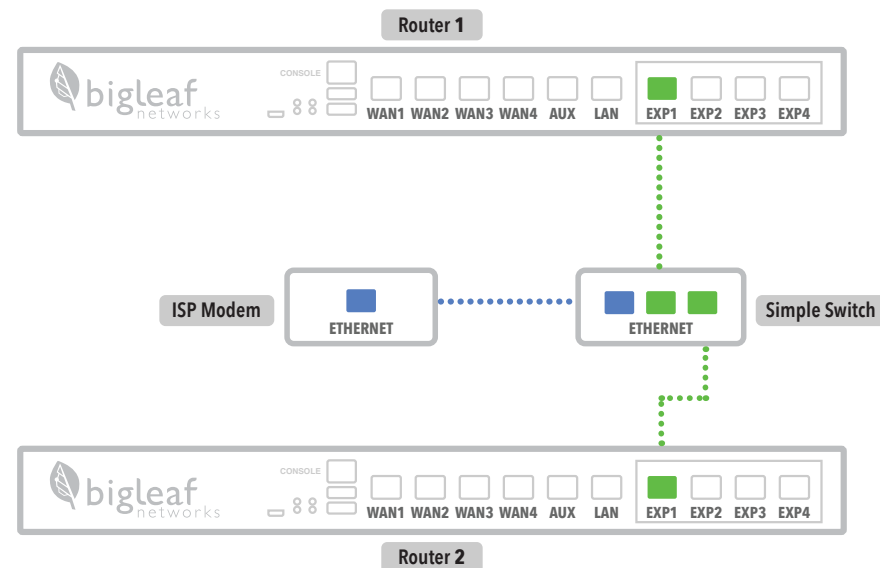 Router 1
bigleaf
networks
CONSOLE
WAN1 WAN2 WAN3 WAN4 AUX LAN EXP1 EXP2 EXP3 EXP4
ISP Modem
ETHERNET
ETHERNET
Simple Switch
bigleaf
networks
CONSOLE
WAN1 WAN2 WAN3 WAN4 AUX LAN EXP1 EXP2 EXP3 EXP4
Router 2